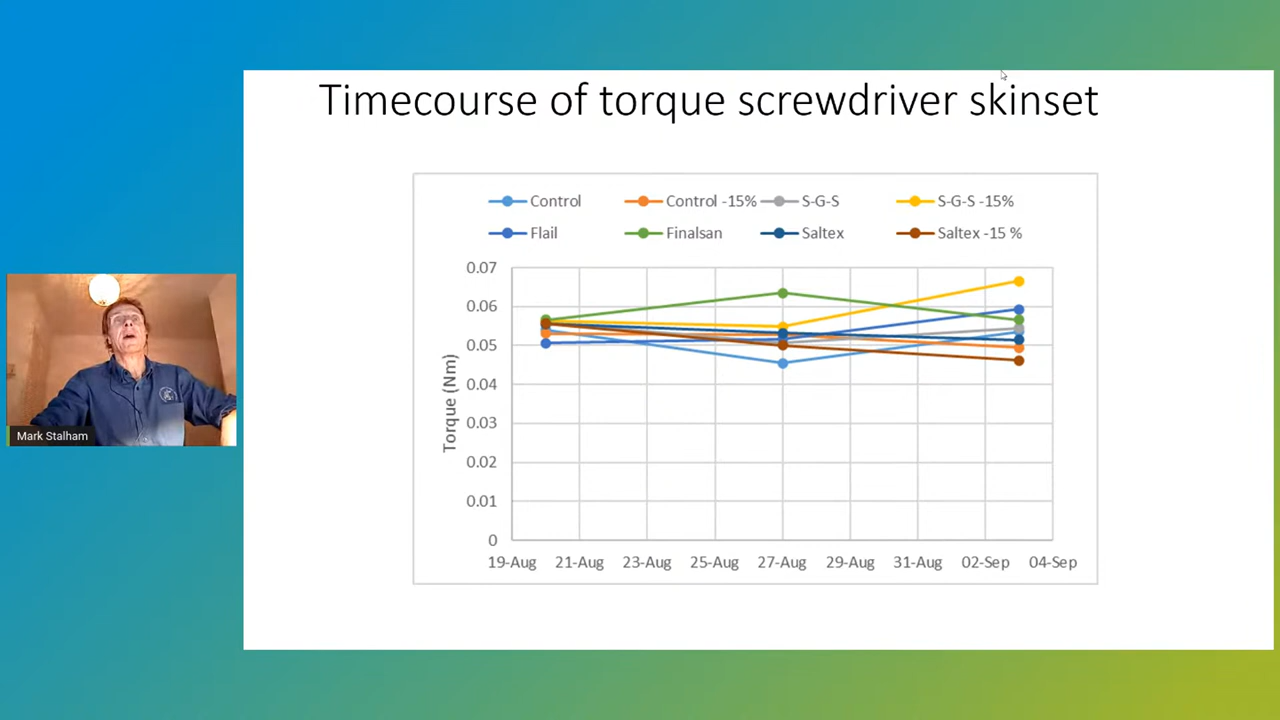 Timecourse of torque screwdriver skinset
Control Control -15% S-G-S S-G-S -15%
Flail Finalsan Saltex Saltex -15 %
0.07
0.06
0.05
0.04
0.03
0.02
0.01
0
Torque (Nm)
19-Aug 21-Aug 23-Aug 25-Aug 27-Aug 29-Aug 31-Aug 02-Sep 04-Sep
Mark Stalham